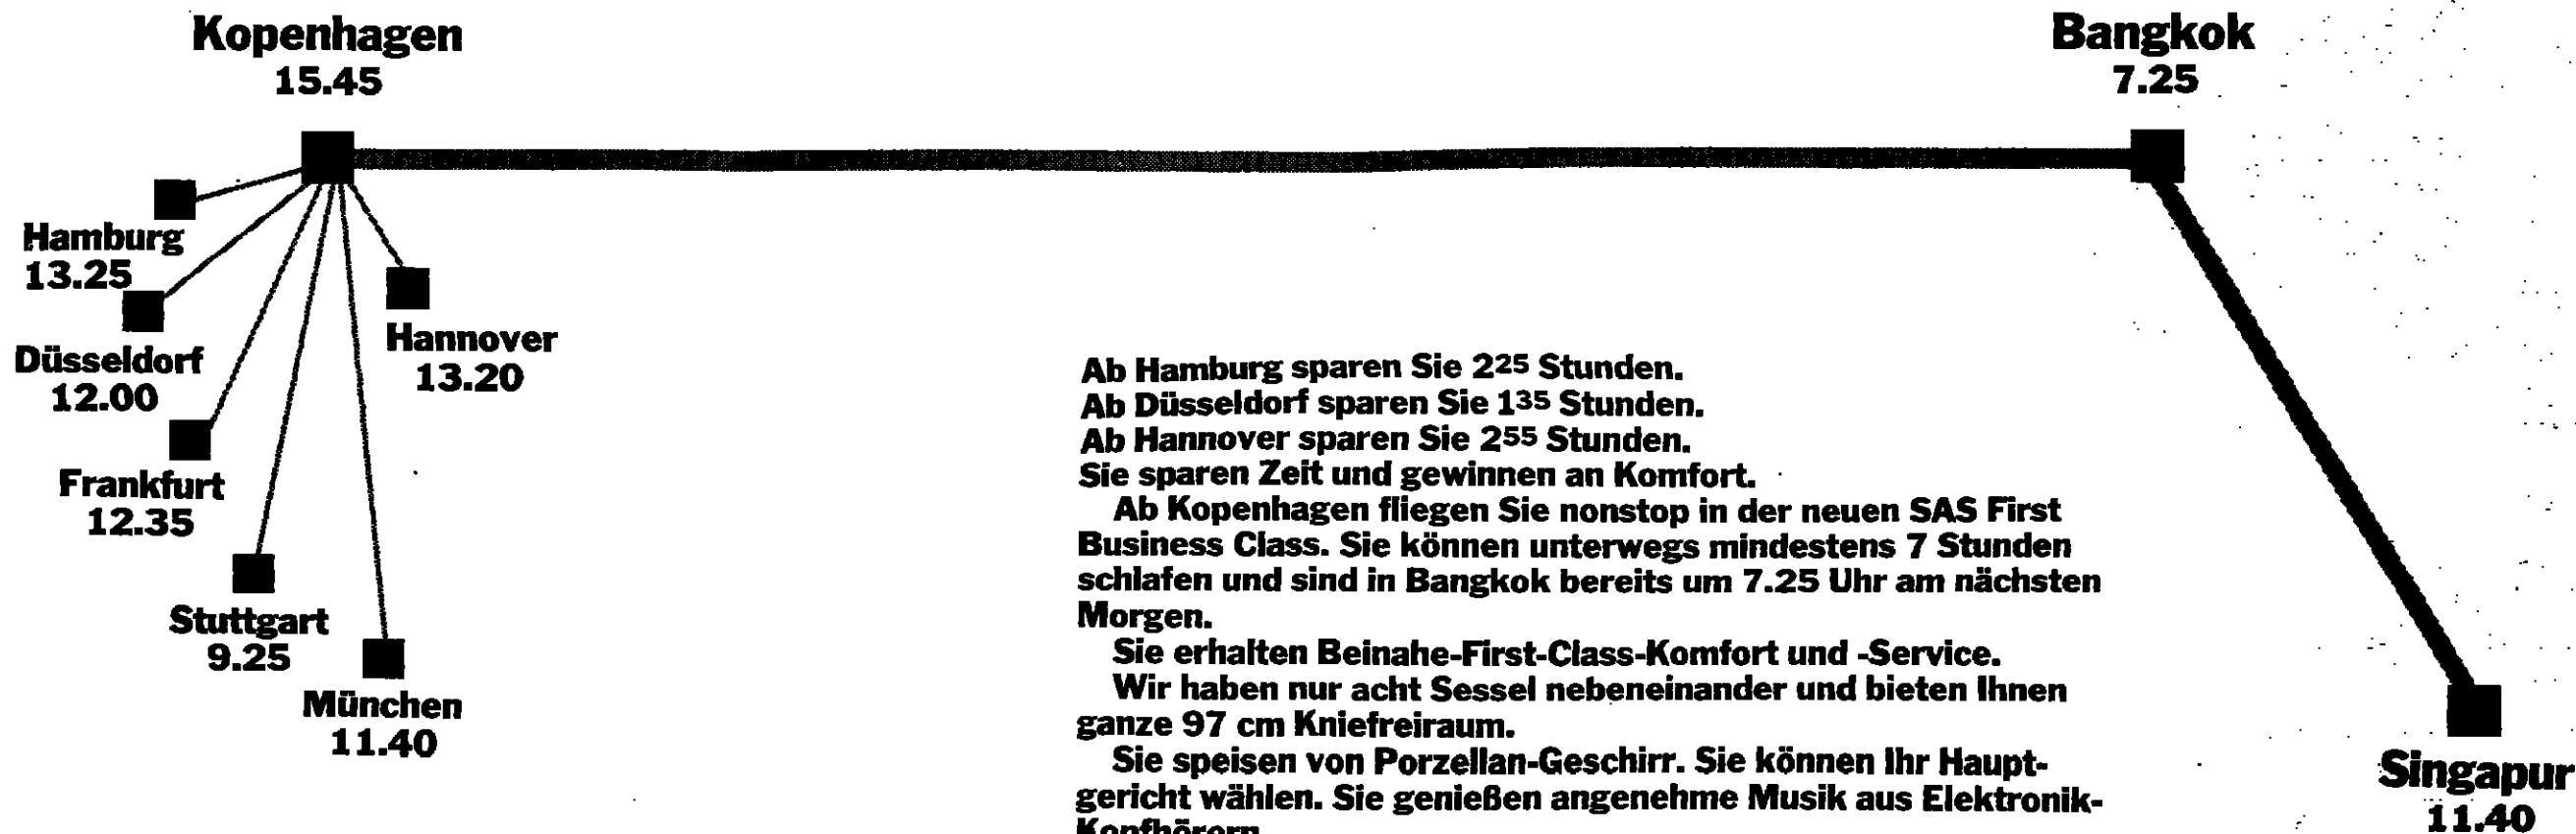 Kopenhagen
15.45
Bangkok
7.25
Hamburg
13.25
Düsseldorf
12.00
Hannover
13.20
Frankfurt
12.35
Stuttgart
9.25
München
11.40
Ab Hamburg sparen Sie 2²⁵ Stunden.
Ab Düsseldorf sparen Sie 1³⁵ Stunden.
Ab Hannover sparen Sie 2⁵⁵ Stunden.
Sie sparen Zeit und gewinnen an Komfort.
Ab Kopenhagen fliegen Sie nonstop in der neuen SAS First
Business Class. Sie können unterwegs mindestens 7 Stunden
schlafen und sind in Bangkok bereits um 7.25 Uhr am nächsten
Morgen.
Sie erhalten Beinahe-First-Class-Komfort und -Service.
Wir haben nur acht Sessel nebeneinander und bieten Ihnen
ganze 97 cm Kniefreiraum.
Sie speisen von Porzellan-Geschirr. Sie können Ihr Haupt-
gericht wählen. Sie genießen angenehme Musik aus Elektronik-
Kopfhörern
Singapur
11.40